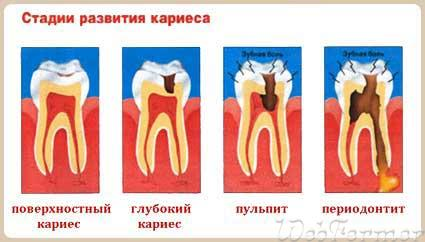 Стадии развития кариеса
Зубная боль
Зубная боль
поверхностный
кариес
глубокий
кариес
пульпит
периодонтит
WebFormer